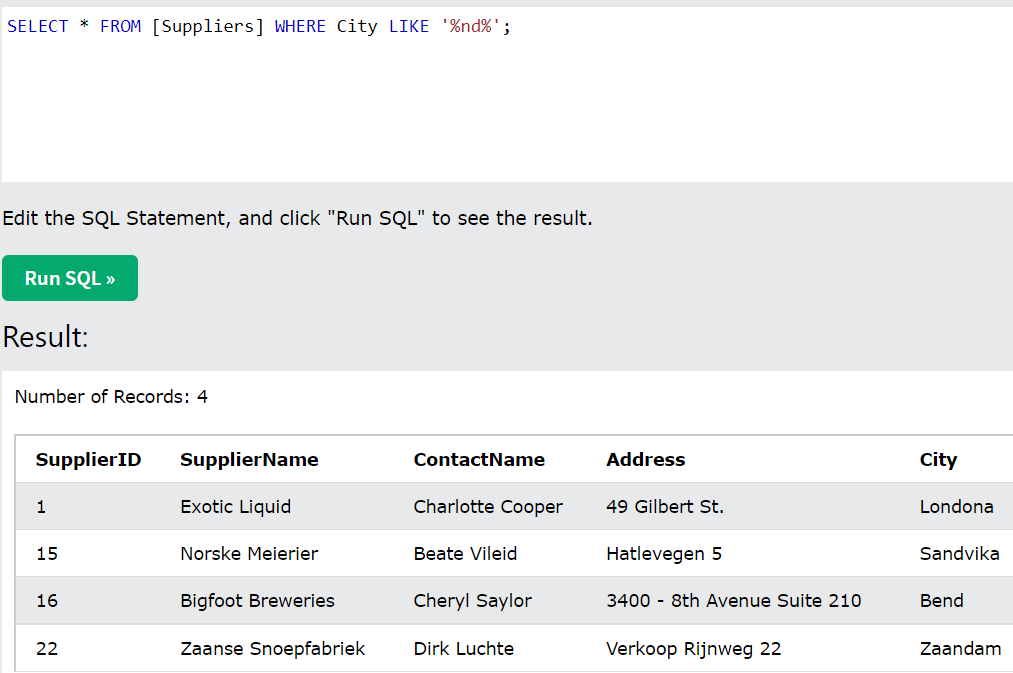 SELECT * FROM [Suppliers] WHERE City LIKE '%nd%';
Edit the SQL Statement, and click "Run SQL" to see the result.
Run SQL »
Result:
Number of Records: 4
SupplierID SupplierName ContactName Address City
1 Exotic Liquid Charlotte Cooper 49 Gilbert St. Londona
15 Norske Meierier Beate Vileid Hatlevegen 5 Sandvika
16 Bigfoot Breweries Cheryl Saylor 3400 - 8th Avenue Suite 210 Bend
22 Zaanse Snoepfabriek Dirk Luchte Verkoop Rijnweg 22 Zaandam